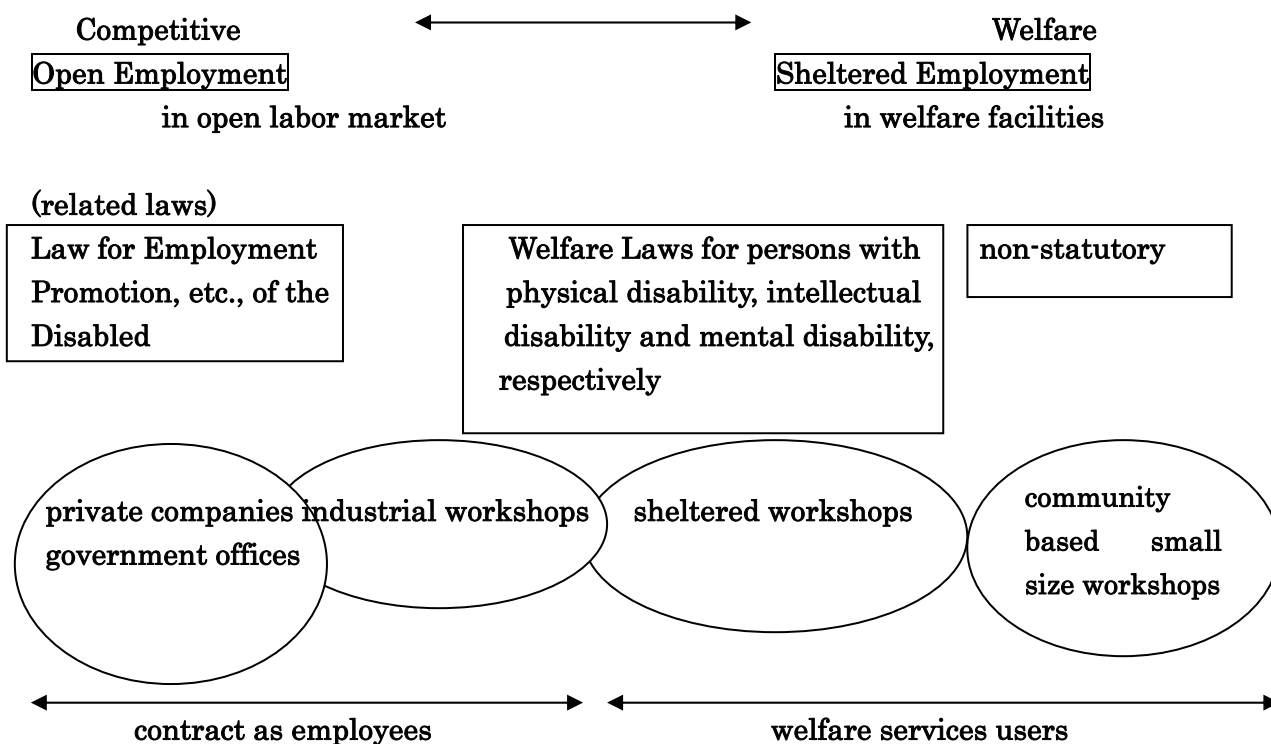 Competitive Welfare
Open Employment Sheltered Employment
in open labor market in welfare facilities
(related laws)
Law for Employment
Promotion, etc., of the
Disabled
Welfare Laws for persons with
physical disability, intellectual
disability and mental disability,
respectively
non-statutory
private companies
government offices
industrial workshops
sheltered workshops
community
based small
size workshops
contract as employees welfare services users